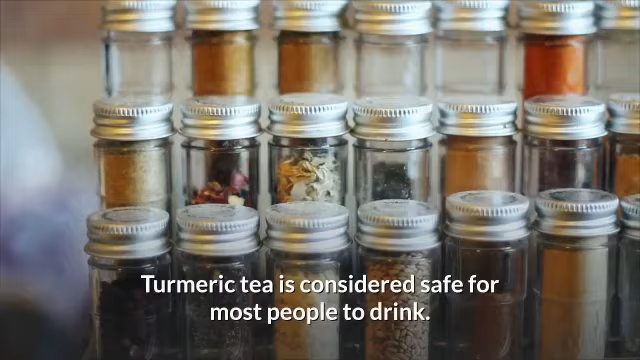 Turmeric tea is considered safe for
most people to drink.